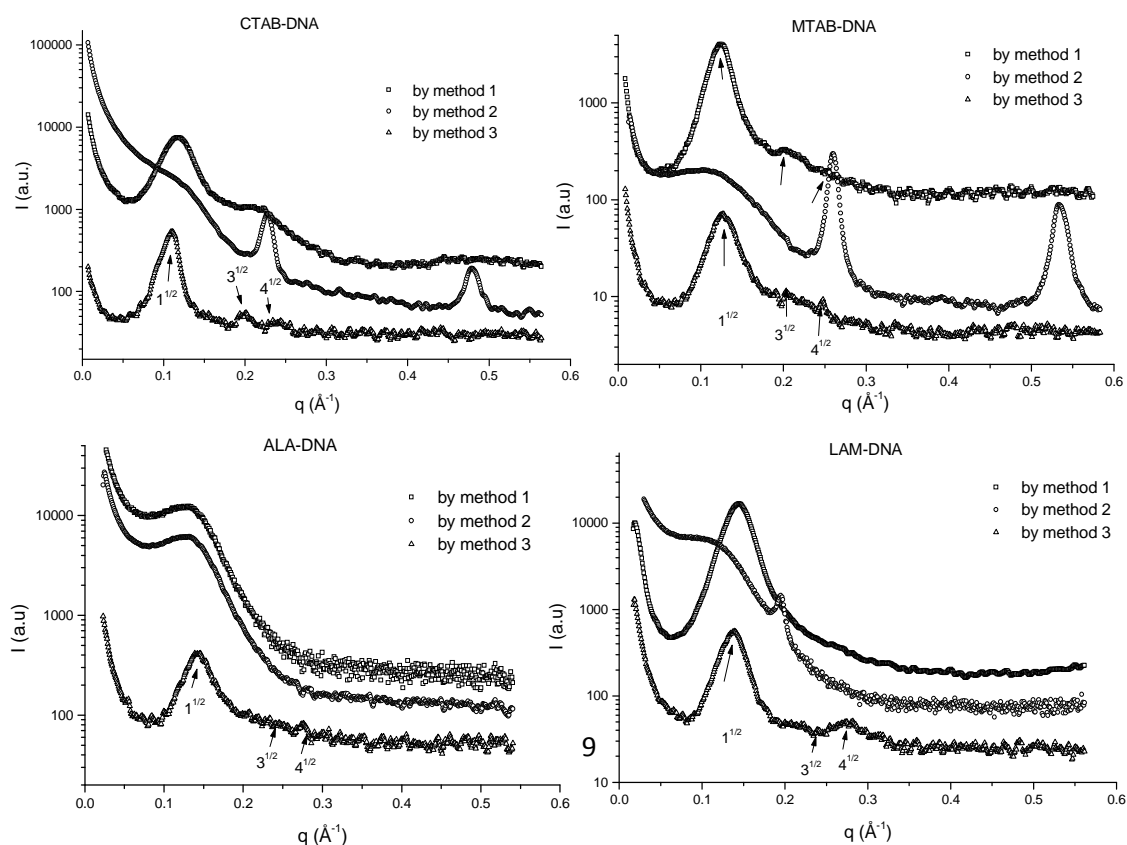 CTAB-DNA
100000
10000
1000
100
I (a.u.)
by method 1
by method 2
by method 3
1^{1/2}
3^{1/2}
4^{1/2}
0.0 0.1 0.2 0.3 0.4 0.5 0.6
q (Å^{-1})
MTAB-DNA
1000
100
10
I (a.u)
by method 1
by method 2
by method 3
1^{1/2}
3^{1/2}
4^{1/2}
0.0 0.1 0.2 0.3 0.4 0.5 0.6
q (Å^{-1})
ALA-DNA
10000
1000
100
I (a.u)
by method 1
by method 2
by method 3
1^{1/2}
3^{1/2}
4^{1/2}
0.0 0.1 0.2 0.3 0.4 0.5 0.6
q (Å^{-1})
LAM-DNA
10000
1000
100
10
I (a.u)
by method 1
by method 2
by method 3
1^{1/2}
9
3^{1/2}
4^{1/2}
0.0 0.1 0.2 0.3 0.4 0.5 0.6
q (Å^{-1})